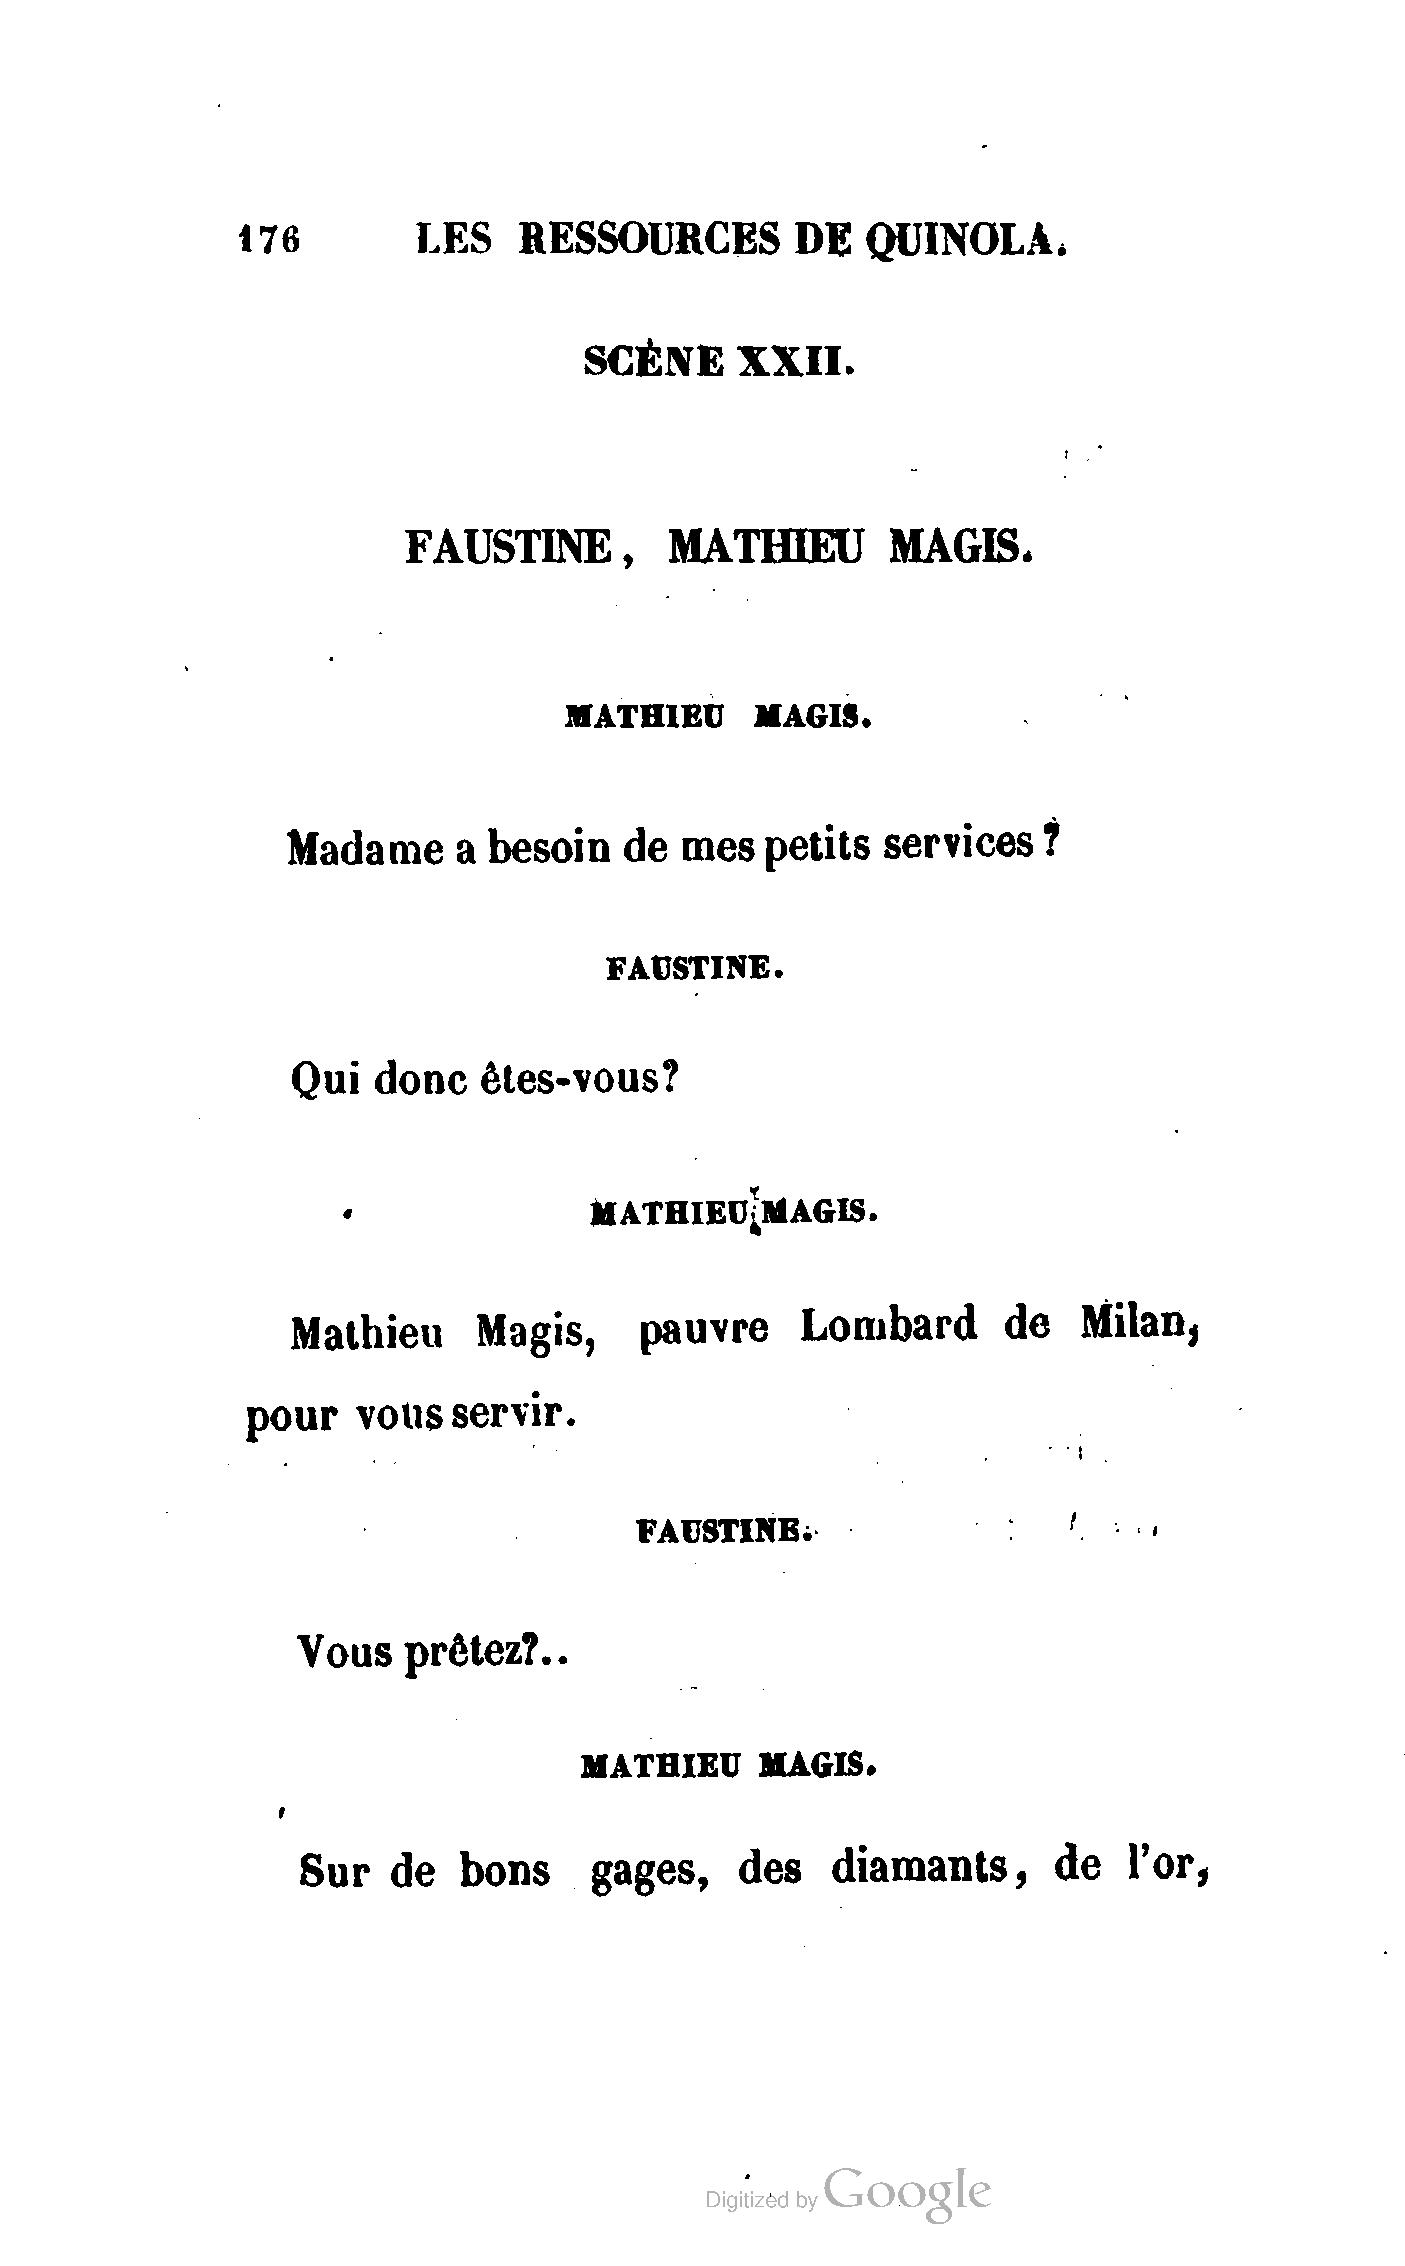 176 LES RESSOURCES DE QUINOLA.
SCÈNE XXII.
FAUSTINE, MATHIEU MAGIS.
MATHIEU MAGIS.
Madame a besoin de mes petits services?
FAUSTINE.
Qui donc êtes-vous?
MATHIEU MAGIS.
Mathieu Magis, pauvre Lombard de Milan,
pour vous servir.
FAUSTINE.
Vous prêtez?..
MATHIEU MAGIS.
Sur de bons gages, des diamants, de l'or,
Digitized by Google